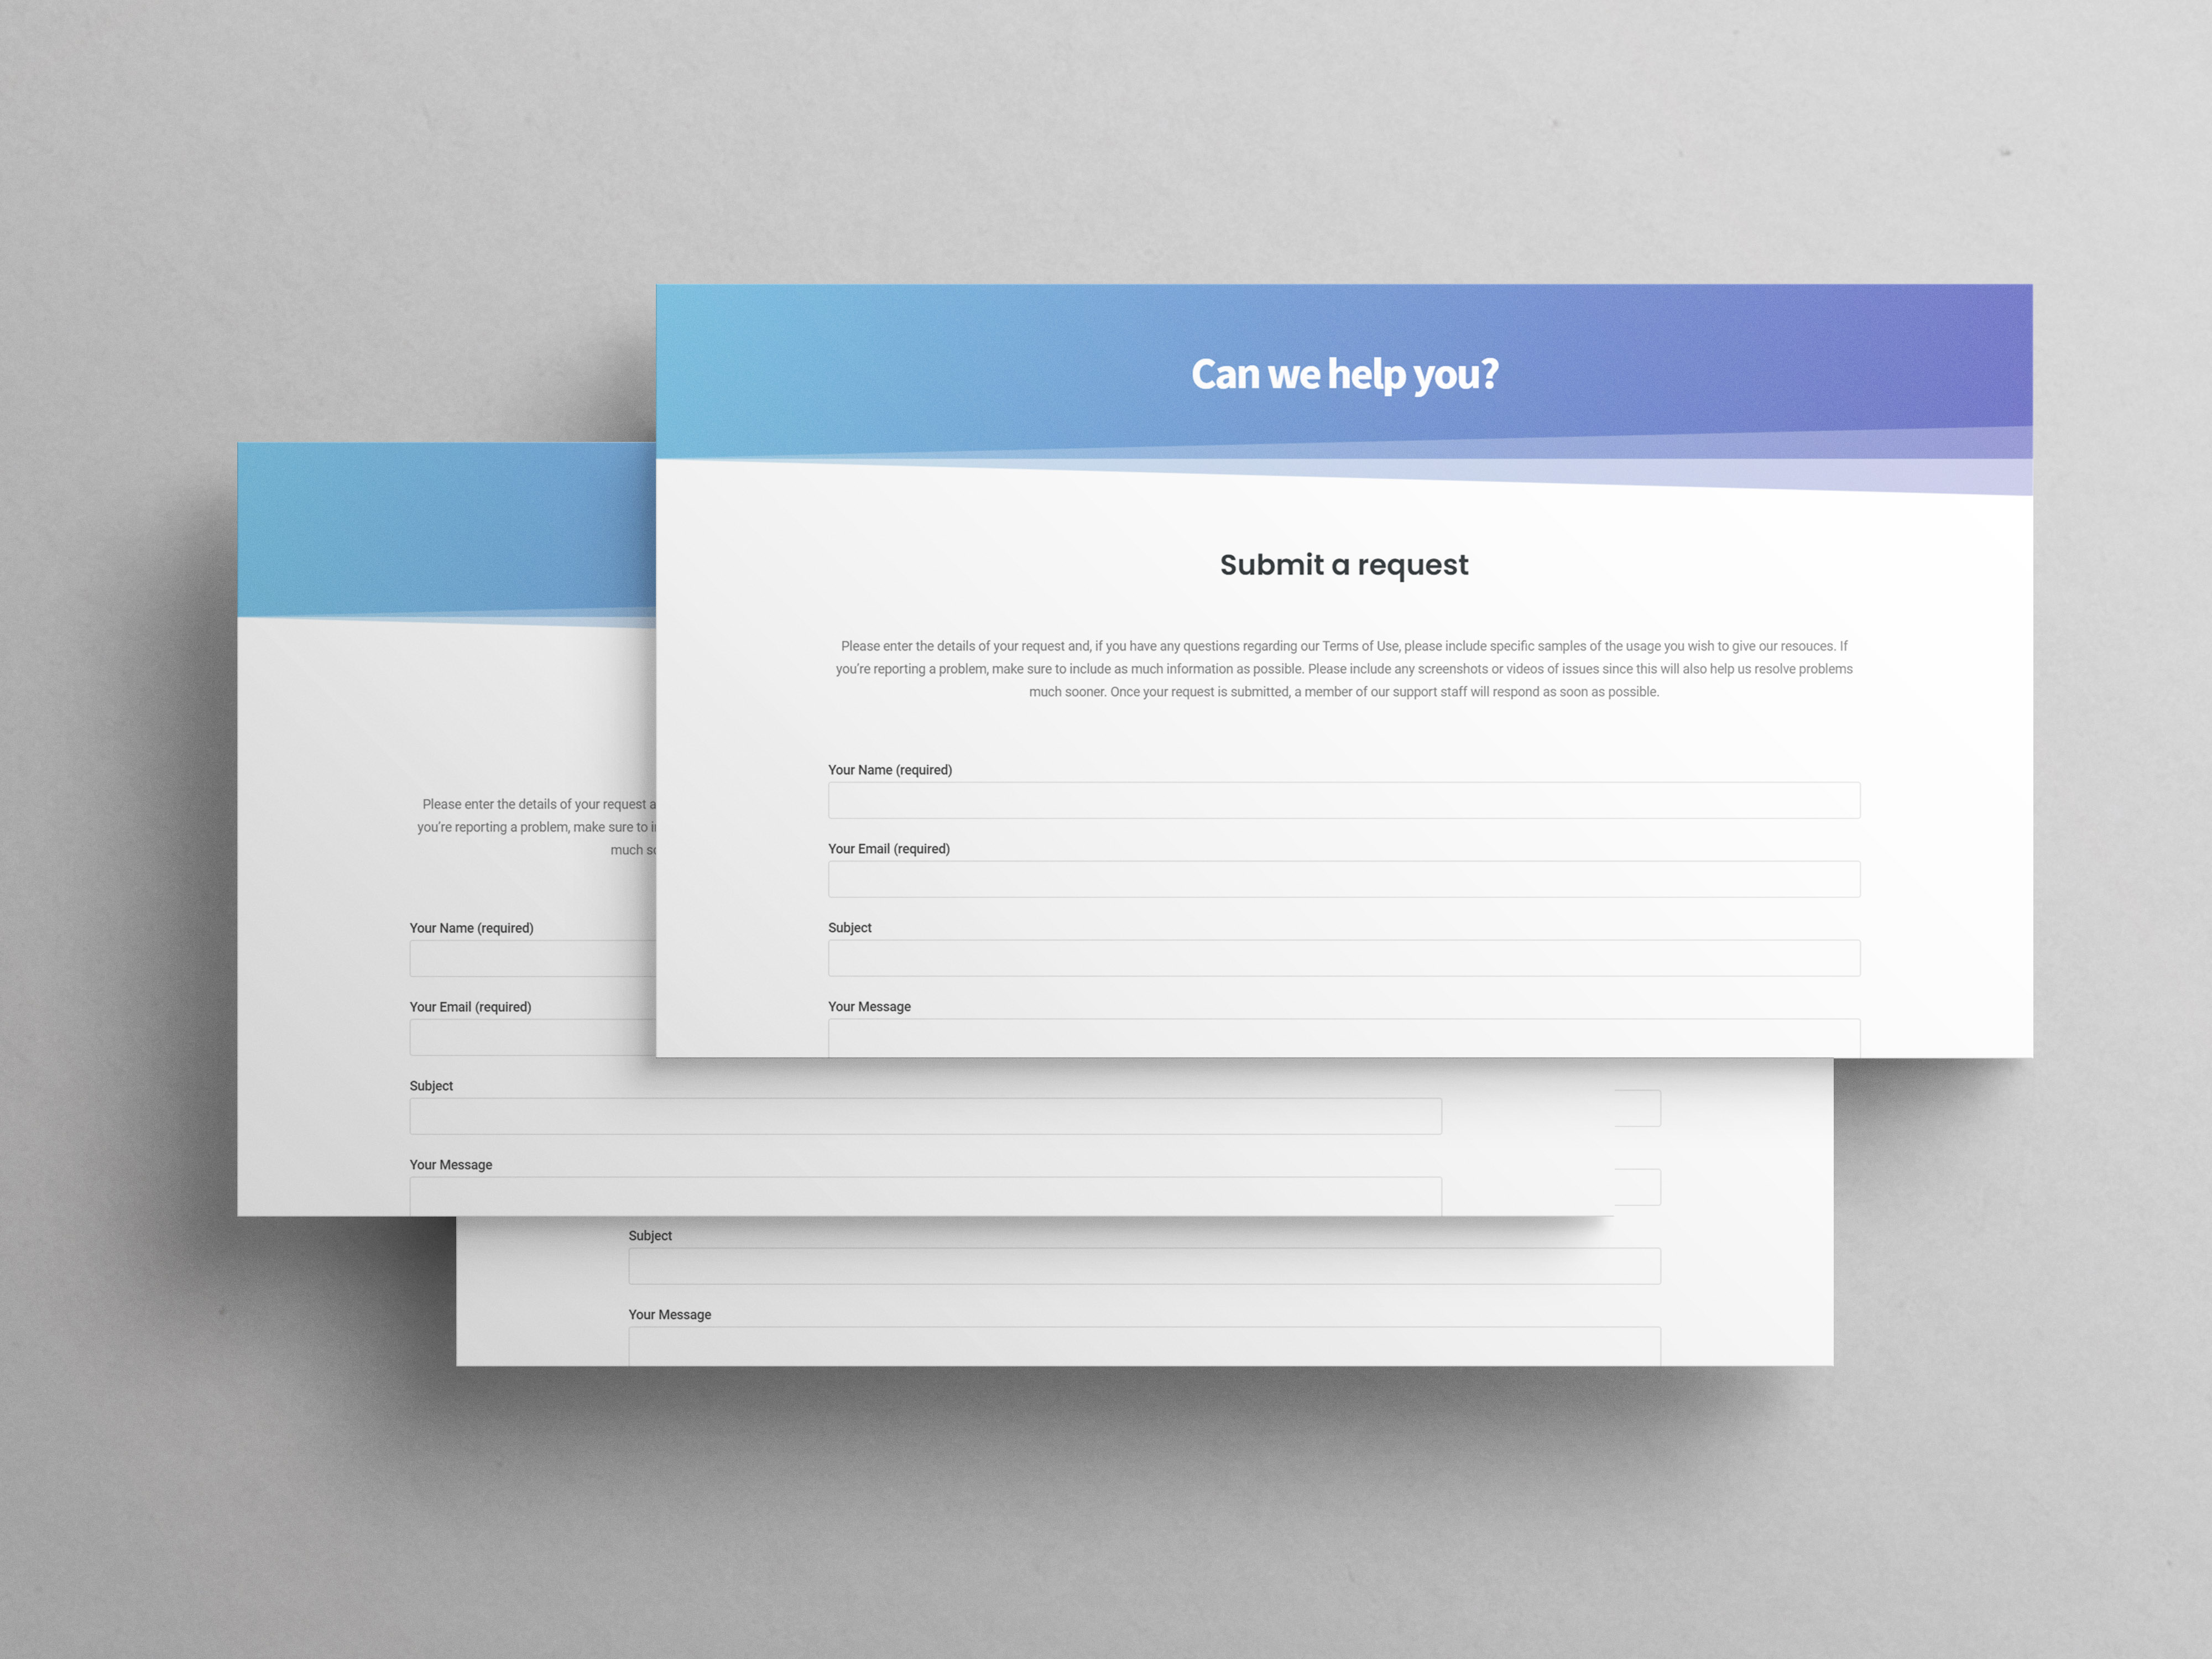 Can we help you?
Submit a request
Please enter the details of your request and, if you have any questions regarding our Terms of Use, please include specific samples of the usage you wish to give our resouces. If
you're reporting a problem, make sure to include as much information as possible. Please include any screenshots or videos of issues since this will also help us resolve problems
much sooner. Once your request is submitted, a member of our support staff will respond as soon as possible.
Your Name (required)
Your Email (required)
Subject
Your Message
Please enter the details of your request a
you're reporting a problem, make sure to i
much so
Your Name (required)
Your Email (required)
Subject
Your Message
Subject
Your Message